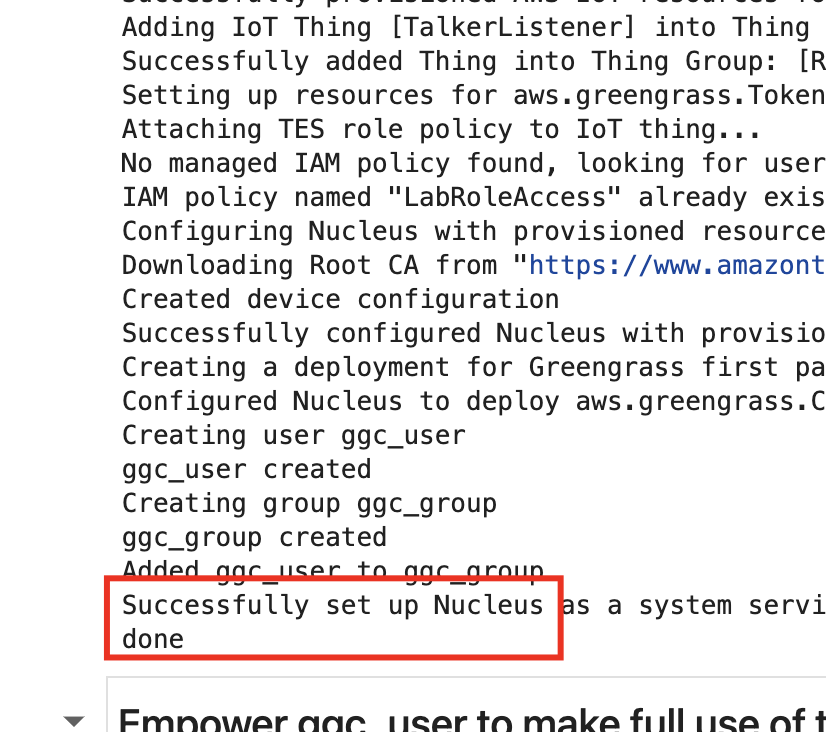 Successfully provisioned AWS IoT resources
Adding IoT Thing [TalkerListener] into Thing
Successfully added Thing into Thing Group: [R
Setting up resources for aws.greengrass.Token
Attaching TES role policy to IoT thing...
No managed IAM policy found, looking for user
IAM policy named "LabRoleAccess" already exis
Configuring Nucleus with provisioned resource
Downloading Root CA from "https://www.amazont
Created device configuration
Successfully configured Nucleus with provisio
Creating a deployment for Greengrass first pa
Configured Nucleus to deploy aws.greengrass.C
Creating user ggc_user
ggc_user created
Creating group ggc_group
ggc_group created
Added ggc_user to ggc_group
Successfully set up Nucleus as a system servi
done
Empower ggc_user to make full use of t